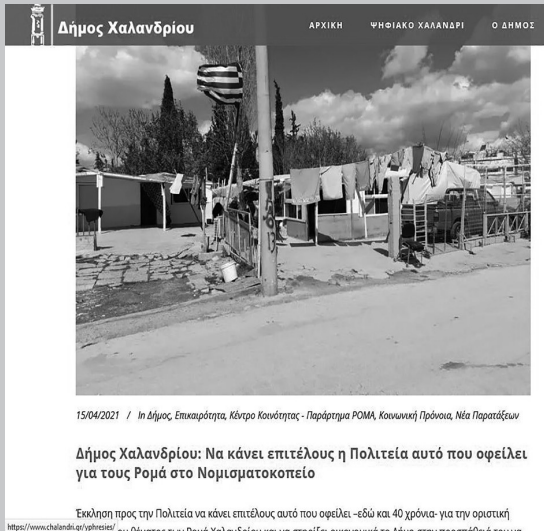 Δήμος Χαλανδρίου
ΑΡΧΙΚΗ ΨΗΦΙΑΚΟ ΧΑΛΑΝΔΡΙ Ο ΔΗΜΟΣ
15/04/2021 / In Δήμος, Επικαιρότητα, Κέντρο Κοινότητας - Παράρτημα ΡΟΜΑ, Κοινωνική Πρόνοια, Νέα Παρατάξεων
Δήμος Χαλανδρίου: Να κάνει επιτέλους η Πολιτεία αυτό που οφείλει
για τους Ρομά στο Νομισματοκοπείο
Έκκληση προς την Πολιτεία να κάνει επιτέλους αυτό που οφείλει –εδώ και 40 χρόνια- για την οριστική
https://www.chalandri.gr/yphresies/